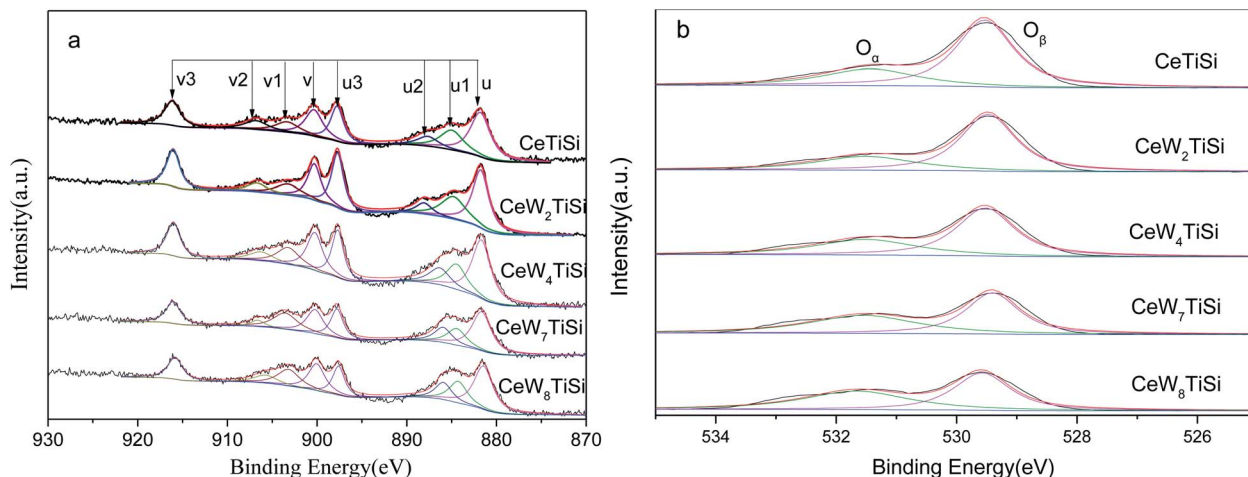 a
v3 v2 v1 v u3 u2 u1 u
CeTiSi
CeW₂TiSi
CeW₄TiSi
CeW₇TiSi
CeW₈TiSi
Intensity(a.u.)
930 920 910 900 890 880 870
Binding Energy(eV)
b
Oα Oβ
CeTiSi
CeW₂TiSi
CeW₄TiSi
CeW₇TiSi
CeW₈TiSi
Intensity(a.u.)
534 532 530 528 526
Binding Energy(eV)